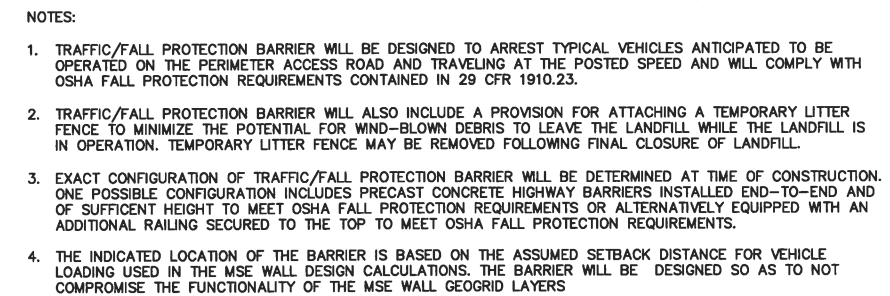 NOTES:
1. TRAFFIC/FALL PROTECTION BARRIER WILL BE DESIGNED TO ARREST TYPICAL VEHICLES ANTICIPATED TO BE
OPERATED ON THE PERIMETER ACCESS ROAD AND TRAVELING AT THE POSTED SPEED AND WILL COMPLY WITH
OSHA FALL PROTECTION REQUIREMENTS CONTAINED IN 29 CFR 1910.23.
2. TRAFFIC/FALL PROTECTION BARRIER WILL ALSO INCLUDE A PROVISION FOR ATTACHING A TEMPORARY LITTER
FENCE TO MINIMIZE THE POTENTIAL FOR WIND-BLOWN DEBRIS TO LEAVE THE LANDFILL WHILE THE LANDFILL IS
IN OPERATION. TEMPORARY LITTER FENCE MAY BE REMOVED FOLLOWING FINAL CLOSURE OF LANDFILL.
3. EXACT CONFIGURATION OF TRAFFIC/FALL PROTECTION BARRIER WILL BE DETERMINED AT TIME OF CONSTRUCTION.
ONE POSSIBLE CONFIGURATION INCLUDES PRECAST CONCRETE HIGHWAY BARRIERS INSTALLED END-TO-END AND
OF SUFFICENT HEIGHT TO MEET OSHA FALL PROTECTION REQUIREMENTS OR ALTERNATIVELY EQUIPPED WITH AN
ADDITIONAL RAILING SECURED TO THE TOP TO MEET OSHA FALL PROTECTION REQUIREMENTS.
4. THE INDICATED LOCATION OF THE BARRIER IS BASED ON THE ASSUMED SETBACK DISTANCE FOR VEHICLE
LOADING USED IN THE MSE WALL DESIGN CALCULATIONS. THE BARRIER WILL BE DESIGNED SO AS TO NOT
COMPROMISE THE FUNCTIONALITY OF THE MSE WALL GEOGRID LAYERS